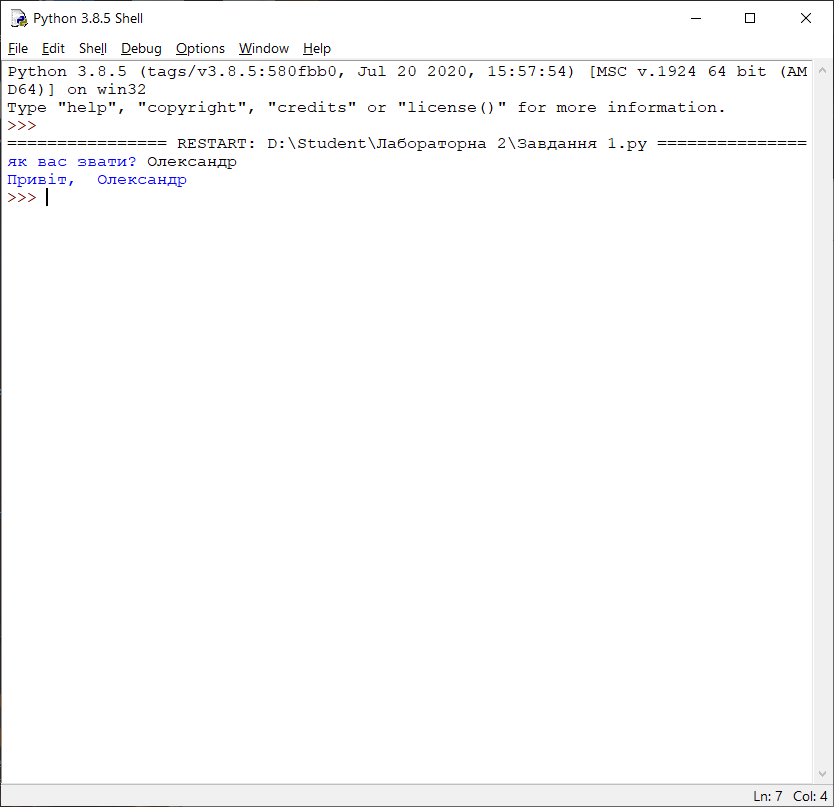 Python 3.8.5 Shell
File Edit Shell Debug Options Window Help
Python 3.8.5 (tags/v3.8.5:580fbb0, Jul 20 2020, 15:57:54) [MSC v.1924 64 bit (AM
D64)] on win32
Type "help", "copyright", "credits" or "license()" for more information.
>>>
================ RESTART: D:\Student\Лабораторна 2\Завдання 1.py ===============
як вас звати? Олександр
Привіт,  Олександр
>>>
Ln: 7 Col: 4